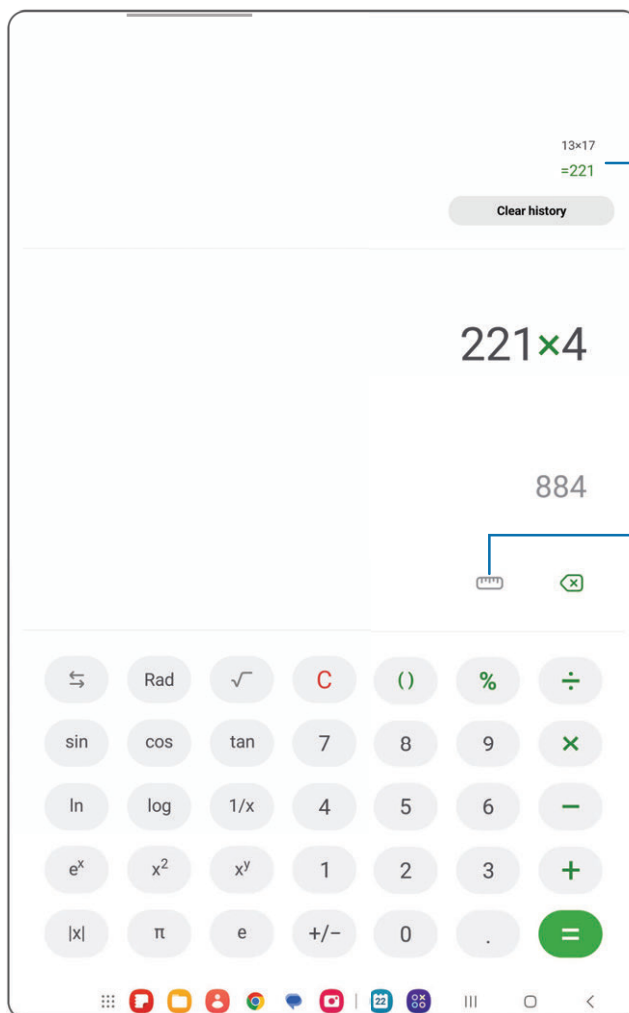 13×17
=221
Clear history
221×4
884
Rad √ C () % ÷
sin cos tan 7 8 9 ×
ln log 1/x 4 5 6 −
eˣ x² xʸ 1 2 3 +
|x| π e +/− 0 . =
22